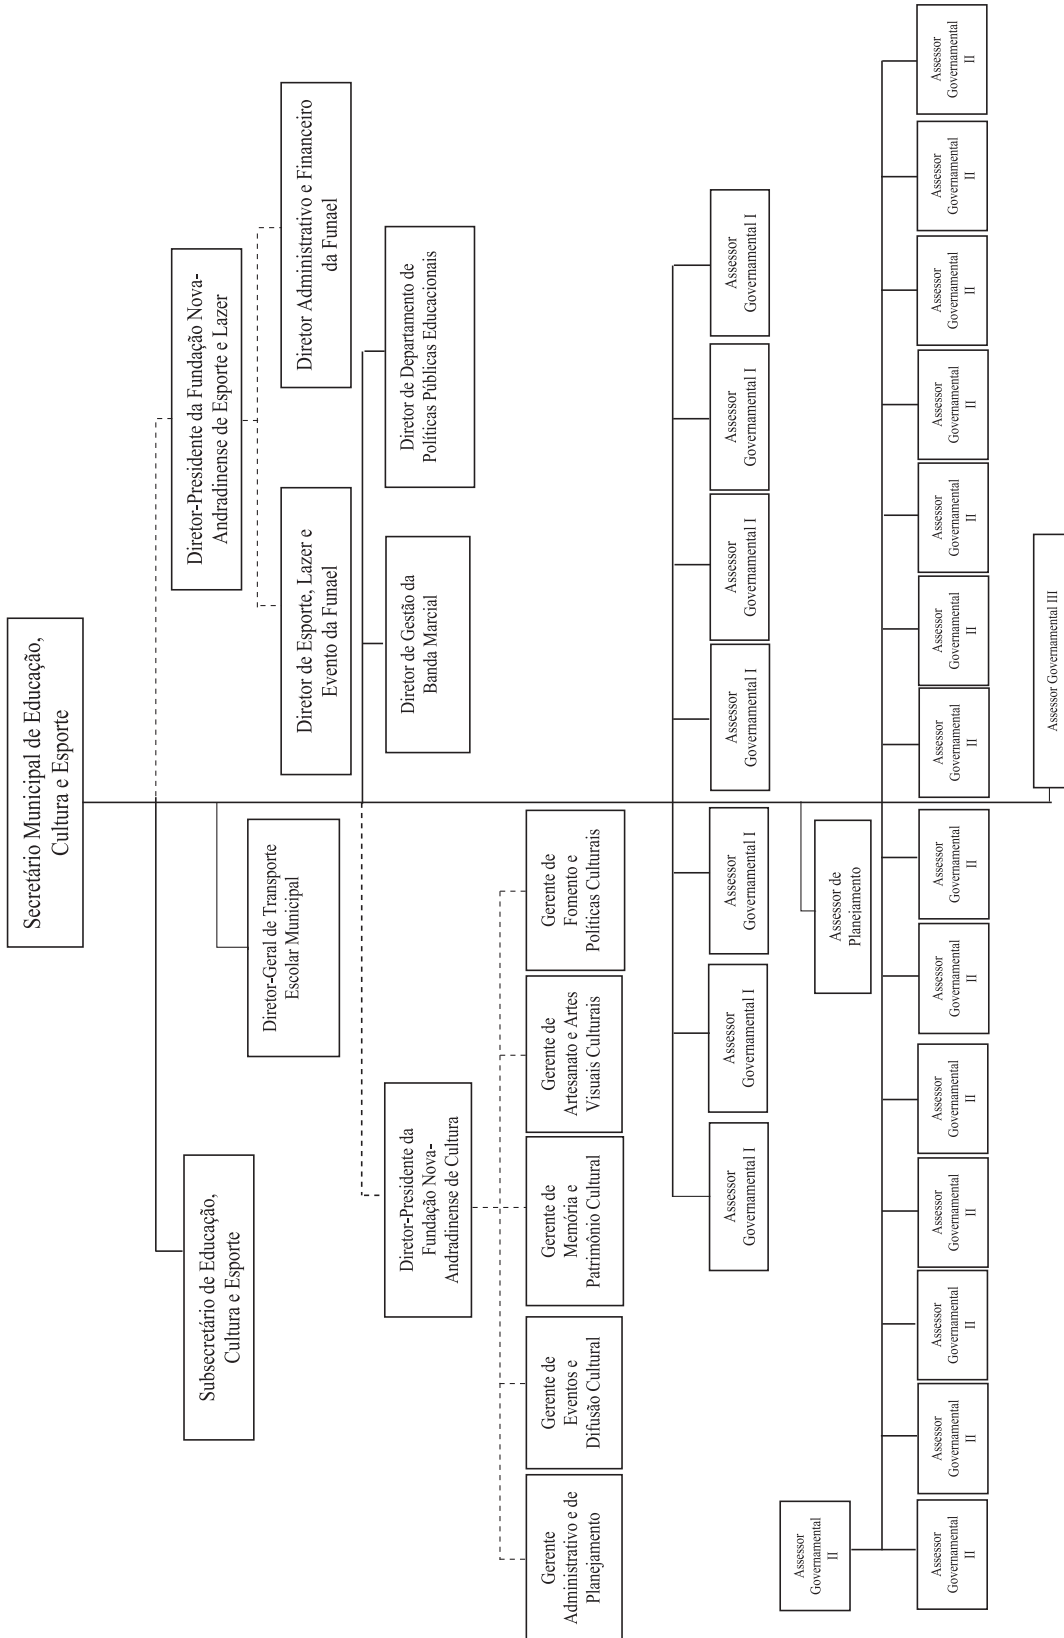 Secretário Municipal de Educação,
Cultura e Esporte
Subsecretário de Educação,
Cultura e Esporte
Diretor-Presidente da Fundação Nova-
Andradinense de Esporte e Lazer
Diretor-Geral de Transporte
Escolar Municipal
Diretor de Esporte, Lazer e
Evento da Funael
Diretor Administrativo e Financeiro
da Funael
Diretor-Presidente da
Fundação Nova-
Andradinense de Cultura
Diretor de Gestão da
Banda Marcial
Diretor de Departamento de
Políticas Públicas Educacionais
Gerente
Administrativo e de
Planejamento
Gerente de
Eventos e
Difusão Cultural
Gerente de
Memória e
Patrimônio Cultural
Gerente de
Artesanato e Artes
Visuais Culturais
Gerente de
Fomento e
Políticas Culturais
Assessor
Governamental I
Assessor
Governamental I
Assessor
Governamental I
Assessor
Governamental I
Assessor
Governamental I
Assessor
Governamental I
Assessor
Governamental I
Assessor
Governamental
II
Assessor de
Planejamento
Assessor
Governamental
II
Assessor
Governamental
II
Assessor
Governamental
II
Assessor
Governamental
II
Assessor
Governamental
II
Assessor
Governamental
II
Assessor
Governamental
II
Assessor
Governamental
II
Assessor
Governamental
II
Assessor
Governamental
II
Assessor
Governamental
II
Assessor
Governamental
II
Assessor
Governamental
II
Assessor
Governamental
II
Assessor Governamental III